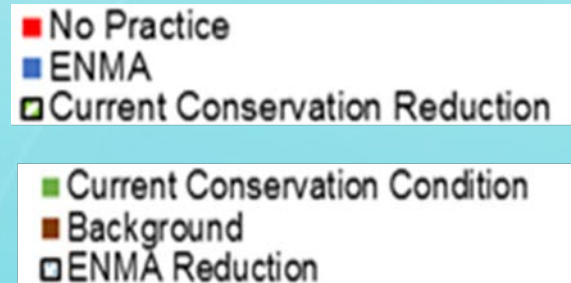 No Practice
ENMA
Current Conservation Reduction
Current Conservation Condition
Background
ENMA Reduction